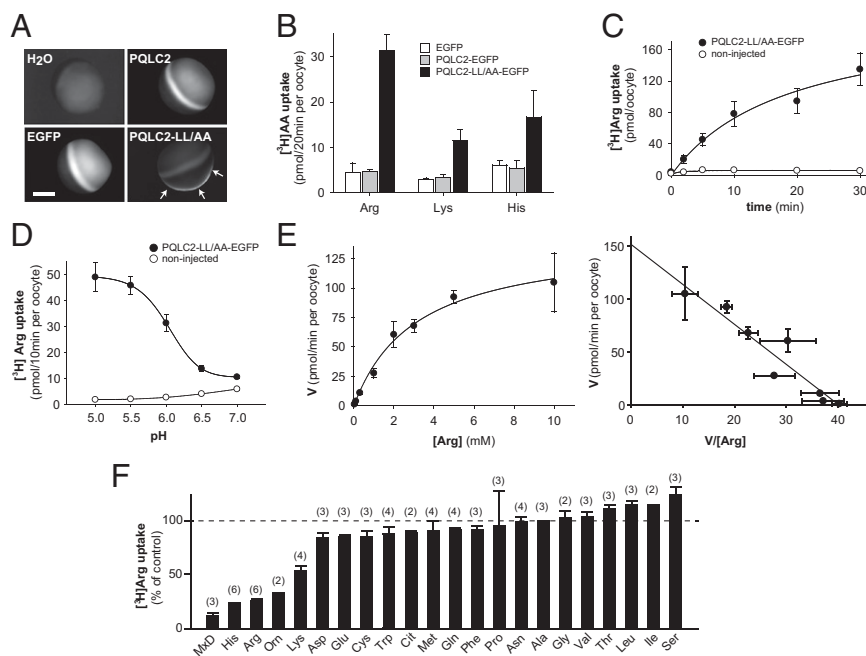 A
H2O
PQLC2
EGFP
PQLC2-LL/AA
B
[3H]AA uptake
(pmol/20min per oocyte)
30
20
10
0
EGFP
PQLC2-EGFP
PQLC2-LL/AA-EGFP
Arg
Lys
His
C
[3H]Arg uptake
(pmol/oocyte)
160
120
80
40
0
PQLC2-LL/AA-EGFP
non-injected
0
10
20
30
time (min)
D
PQLC2-LL/AA-EGFP
non-injected
[3H] Arg uptake
(pmol/10min per oocyte)
50
40
30
20
10
0
5.0
5.5
6.0
6.5
7.0
pH
E
V (pmol/min per oocyte)
125
100
75
50
25
0
0
2
4
6
8
10
[Arg] (mM)
V (pmol/min per oocyte)
150
100
50
0
10
20
30
40
V/[Arg]
F
[3H]Arg uptake
(% of control)
100
50
0
(3)
(6)
(6)
(2)
(4)
(3)
(3)
(3)
(4)
(2)
(4)
(4)
(3)
(3)
(4)
(3)
(2)
(3)
(3)
(3)
(2)
(3)
MxD
His
Arg
Orn
Lys
Asp
Glu
Cys
Trp
Cit
Met
Gln
Phe
Pro
Asn
Ala
Gly
Val
Thr
Leu
Ile
Ser